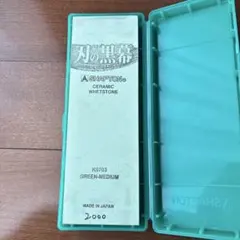 刃の黒幕
SHAPTON®
CERAMIC
WHETSTONE
K0703
GREEN-MEDIUM
MADE IN JAPAN
2000